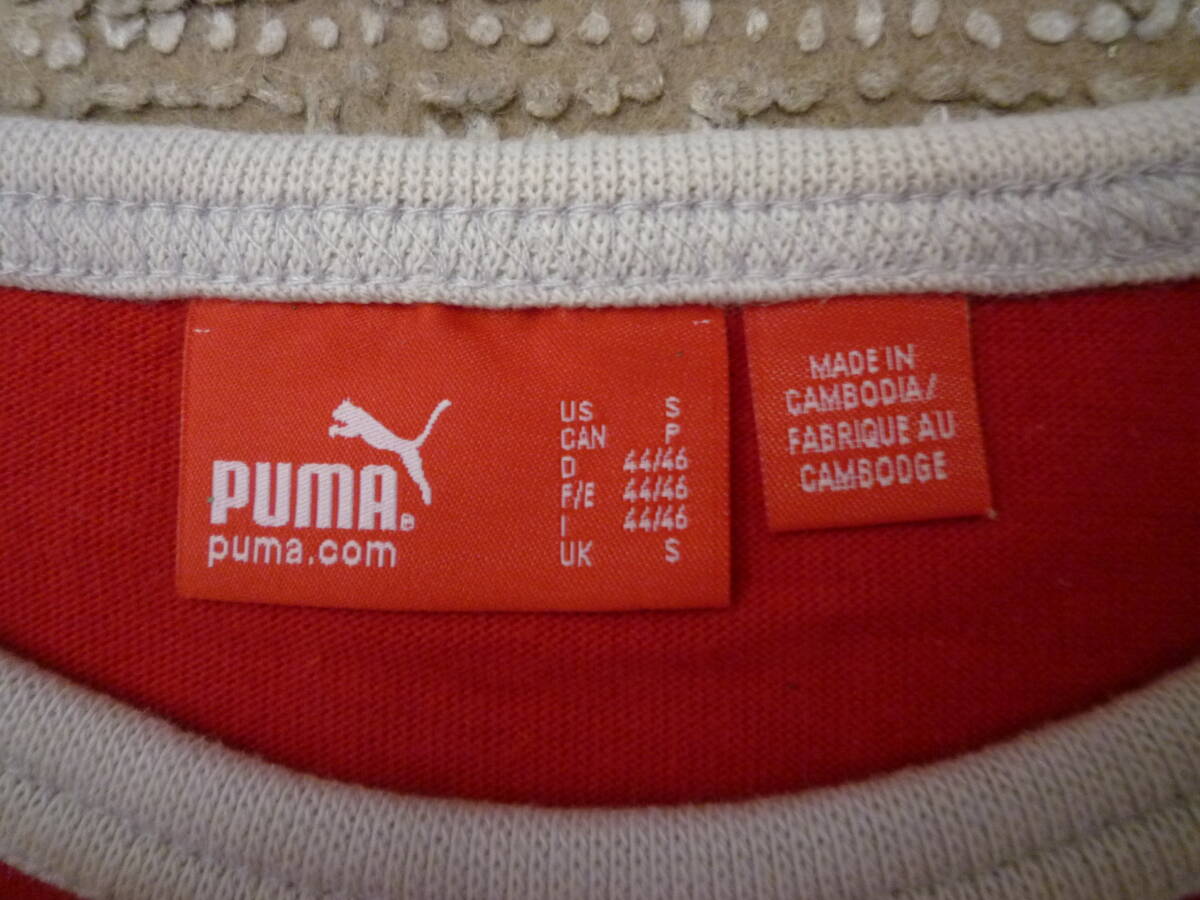 PUMA®
puma.com
US S
CAN P
D 44/46
F/E 44/46
I 44/46
UK S
MADE IN
CAMBODIA/
FABRIQUE AU
CAMBODGE